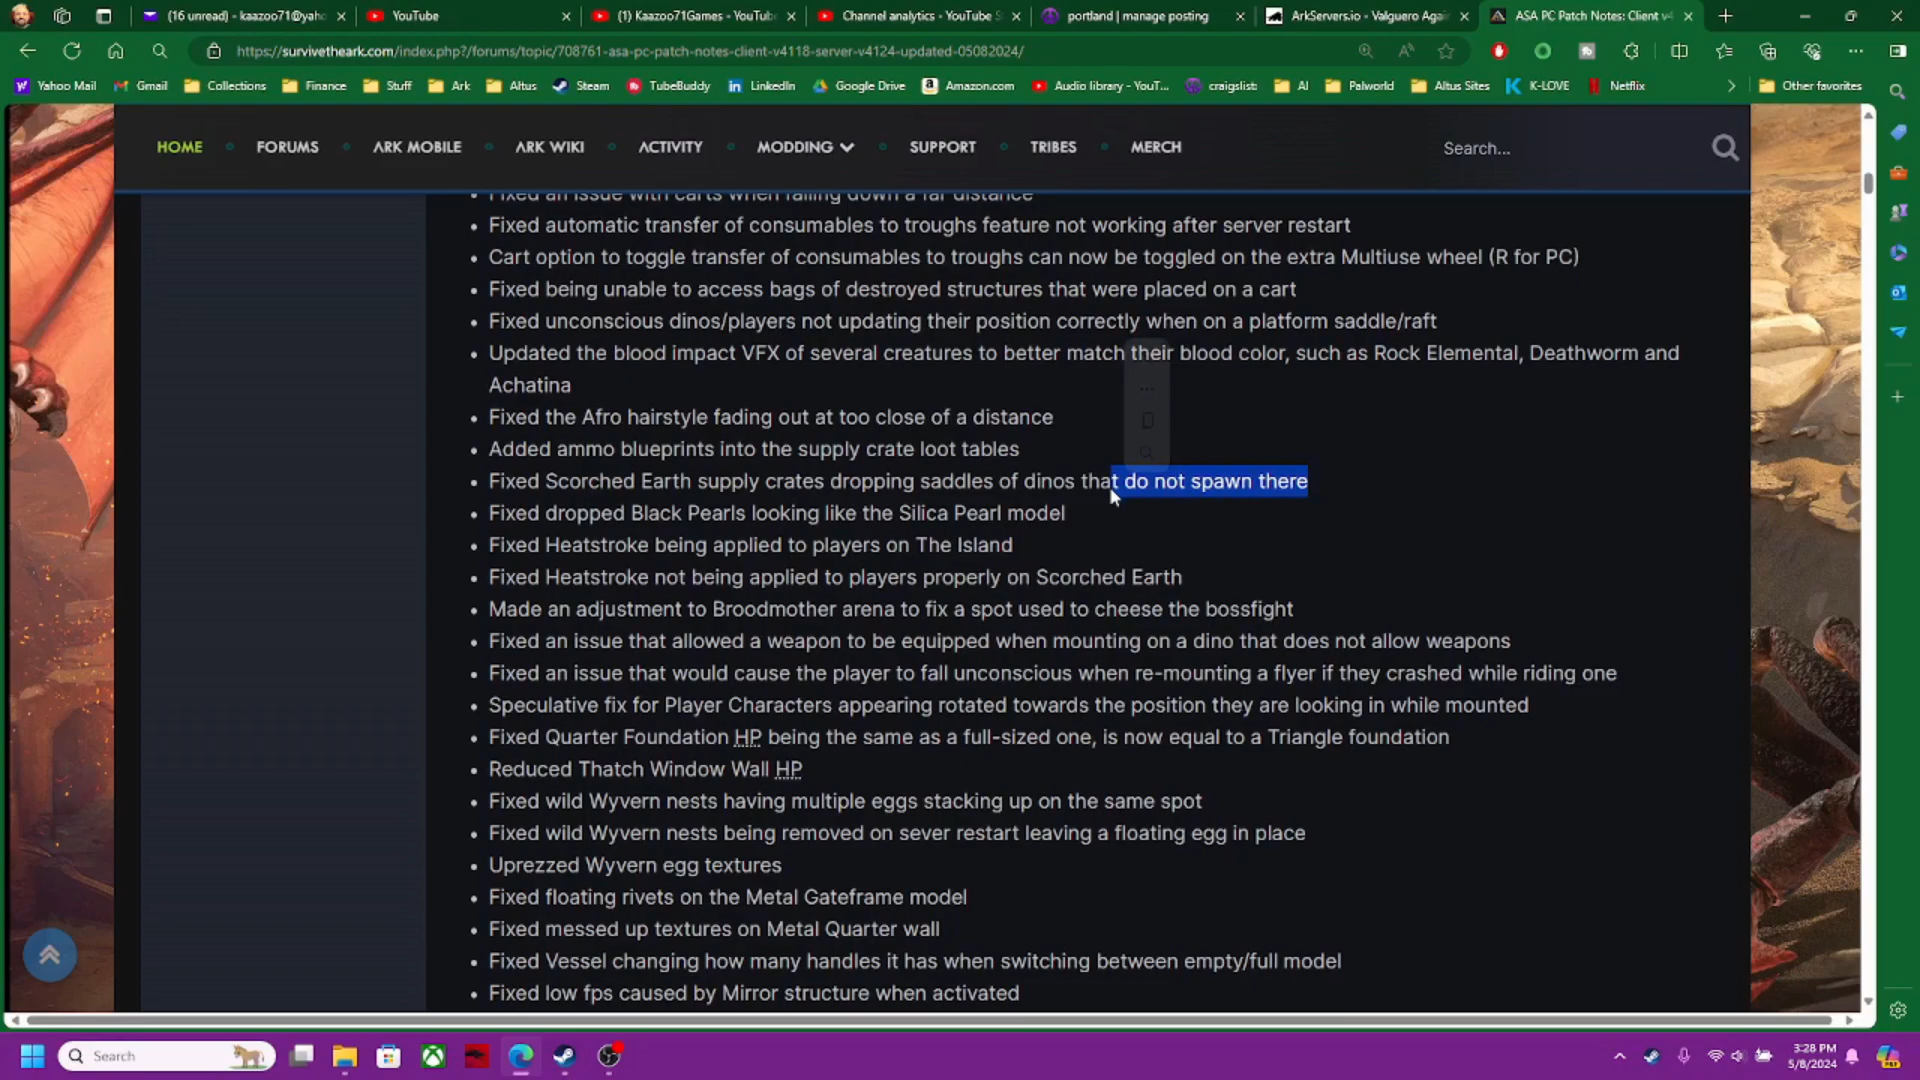 (16 unread) - kaazoo71@yaho
YouTube
(1) Kaazoo71Games - YouTub
Channel analytics - YouTube S
portland | manage posting
ArkServers.io - Valguero Agai
ASA PC Patch Notes: Client v4
https://survivetheark.com/index.php?/forums/topic/708761-asa-pc-patch-notes-client-v4118-server-v4124-updated-05082024/
Yahoo Mail
Gmail
Collections
Finance
Stuff
Ark
Altus
Steam
TubeBuddy
LinkedIn
Google Drive
Amazon.com
Audio library - YouT...
craigslist:
AI
Palworld
Altus Sites
K-LOVE
Netflix
Other favorites
HOME
FORUMS
ARK MOBILE
ARK WIKI
ACTIVITY
MODDING
SUPPORT
TRIBES
MERCH
Search...
Fixed an issue with carts when falling down a far distance
Fixed automatic transfer of consumables to troughs feature not working after server restart
Cart option to toggle transfer of consumables to troughs can now be toggled on the extra Multiuse wheel (R for PC)
Fixed being unable to access bags of destroyed structures that were placed on a cart
Fixed unconscious dinos/players not updating their position correctly when on a platform saddle/raft
Updated the blood impact VFX of several creatures to better match their blood color, such as Rock Elemental, Deathworm and
Achatina
Fixed the Afro hairstyle fading out at too close of a distance
Added ammo blueprints into the supply crate loot tables
Fixed Scorched Earth supply crates dropping saddles of dinos that do not spawn there
Fixed dropped Black Pearls looking like the Silica Pearl model
Fixed Heatstroke being applied to players on The Island
Fixed Heatstroke not being applied to players properly on Scorched Earth
Made an adjustment to Broodmother arena to fix a spot used to cheese the bossfight
Fixed an issue that allowed a weapon to be equipped when mounting on a dino that does not allow weapons
Fixed an issue that would cause the player to fall unconscious when re-mounting a flyer if they crashed while riding one
Speculative fix for Player Characters appearing rotated towards the position they are looking in while mounted
Fixed Quarter Foundation HP being the same as a full-sized one, is now equal to a Triangle foundation
Reduced Thatch Window Wall HP
Fixed wild Wyvern nests having multiple eggs stacking up on the same spot
Fixed wild Wyvern nests being removed on sever restart leaving a floating egg in place
Uprezzed Wyvern egg textures
Fixed floating rivets on the Metal Gateframe model
Fixed messed up textures on Metal Quarter wall
Fixed Vessel changing how many handles it has when switching between empty/full model
Fixed low fps caused by Mirror structure when activated
Search
3:28 PM
5/8/2024